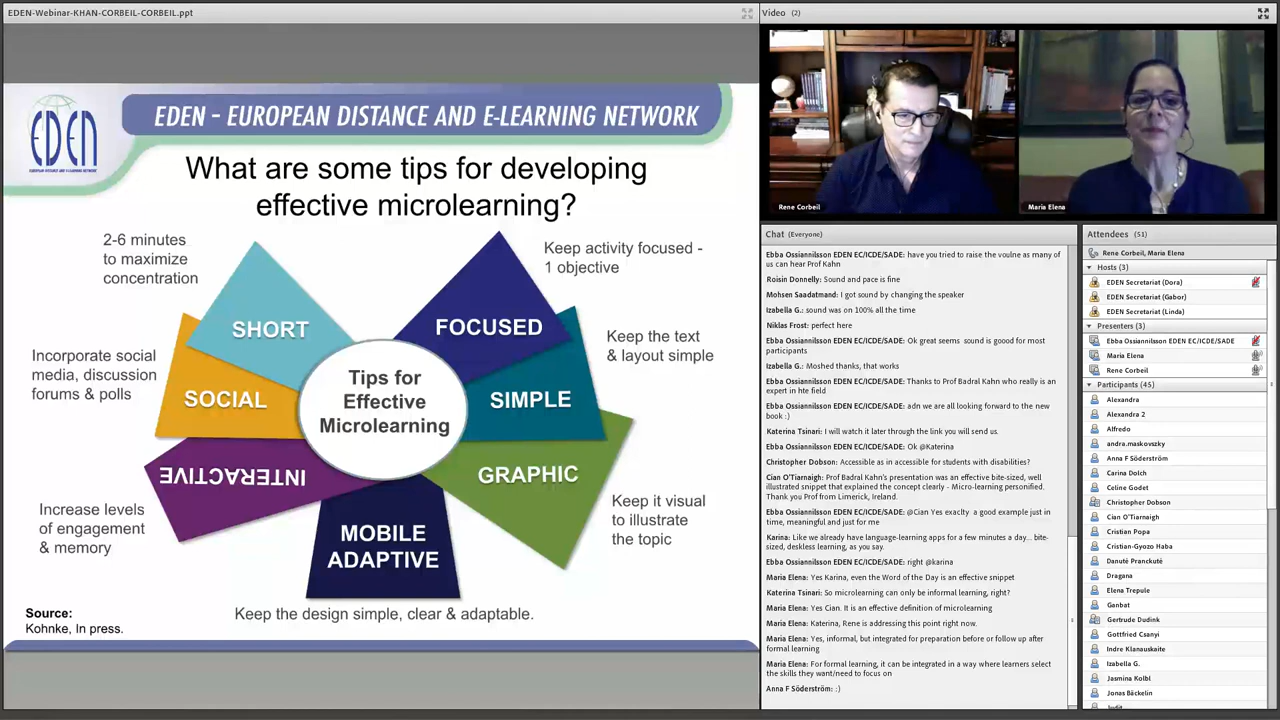 EDEN-Webinar-KHAN-CORBEIL-CORBEIL.ppt
EDEN
EUROPEAN DISTANCE AND E-LEARNING NETWORK
EDEN - EUROPEAN DISTANCE AND E-LEARNING NETWORK
What are some tips for developing
effective microlearning?
2-6 minutes
to maximize
concentration
SHORT
FOCUSED
Keep activity focused -
1 objective
Incorporate social
media, discussion
forums & polls
SOCIAL
Tips for
Effective
Microlearning
SIMPLE
Keep the text
& layout simple
Increase levels
of engagement
& memory
INTERACTIVE
GRAPHIC
Keep it visual
to illustrate
the topic
MOBILE
ADAPTIVE
Keep the design simple, clear & adaptable.
Source:
Kohnke, In press.
Video (2)
Rene Corbeil
Maria Elena
Chat (Everyone)
Ebba Ossiannilsson EDEN EC/ICDE/SADE: have you tried to raise the voulne as many of
us can hear Prof Kahn
Roisin Donnelly: Sound and pace is fine
Mohsen Saadatmand: I got sound by changing the speaker
Izabella G.: sound was on 100% all the time
Niklas Frost: perfect here
Ebba Ossiannilsson EDEN EC/ICDE/SADE: Ok great seems sound is goood for most
participants
Izabella G.: Moshed thanks, that works
Ebba Ossiannilsson EDEN EC/ICDE/SADE: Thanks to Prof Badral Kahn who really is an
expert in hte field
Ebba Ossiannilsson EDEN EC/ICDE/SADE: adn we are all looking forward to the new
book :)
Katerina Tsinari: I will watch it later through the link you will send us.
Ebba Ossiannilsson EDEN EC/ICDE/SADE: Ok @Katerina
Christopher Dobson: Accessible as in accessible for students with disabilities?
Cian O'Tiarnaigh: Prof Badral Kahn's presentation was an effective bite-sized, well
illustrated snippet that explained the concept clearly - Micro-learning personified.
Thank you Prof from Limerick, Ireland.
Ebba Ossiannilsson EDEN EC/ICDE/SADE: @Cian Yes exaclty a good example just in
time, meaningful and just for me
Karina: Like we already have language-learning apps for a few minutes a day... bite-
sized, deskless learning, as you say.
Ebba Ossiannilsson EDEN EC/ICDE/SADE: right @karina
Maria Elena: Yes Karina, even the Word of the Day is an effective snippet
Katerina Tsinari: So microlearning can only be informal learning, right?
Maria Elena: Yes Cian. It is an effective definition of microlearning
Maria Elena: Katerina, Rene is addressing this point right now.
Maria Elena: Yes, informal, but integrated for preparation before or follow up after
formal learning
Maria Elena: For formal learning, it can be integrated in a way where learners select
the skills they want/need to focus on
Anna F Söderström: :)
Attendees (51)
Rene Corbeil, Maria Elena
Hosts (3)
EDEN Secretariat (Dora)
EDEN Secretariat (Gabor)
EDEN Secretariat (Linda)
Presenters (3)
Ebba Ossiannilsson EDEN EC/ICDE/SADE
Maria Elena
Rene Corbeil
Participants (45)
Alexandra
Alexandra 2
Alfredo
andra.maskovszky
Anna F Söderström
Carina Dolch
Celine Godet
Christopher Dobson
Cian O'Tiarnaigh
Cristian Popa
Cristian-Gyozo Haba
Danutė Pranckutė
Dragana
Elena Trepule
Ganbat
Gertrude Dudink
Gottfried Csanyi
Indre Klanauskaite
Izabella G.
Jasmina Kolbl
Jonas Bäckelin